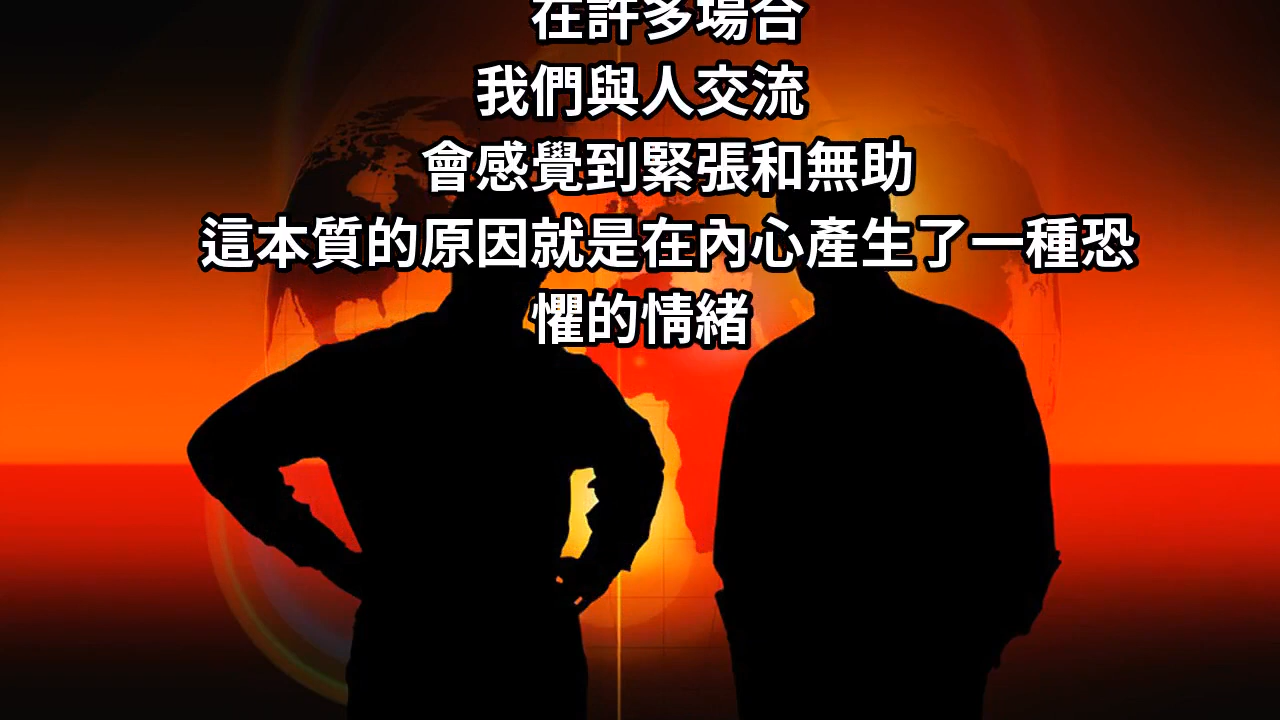 在許多場合
我們與人交流
會感覺到緊張和無助
這本質的原因就是在內心產生了一種恐
懼的情緒